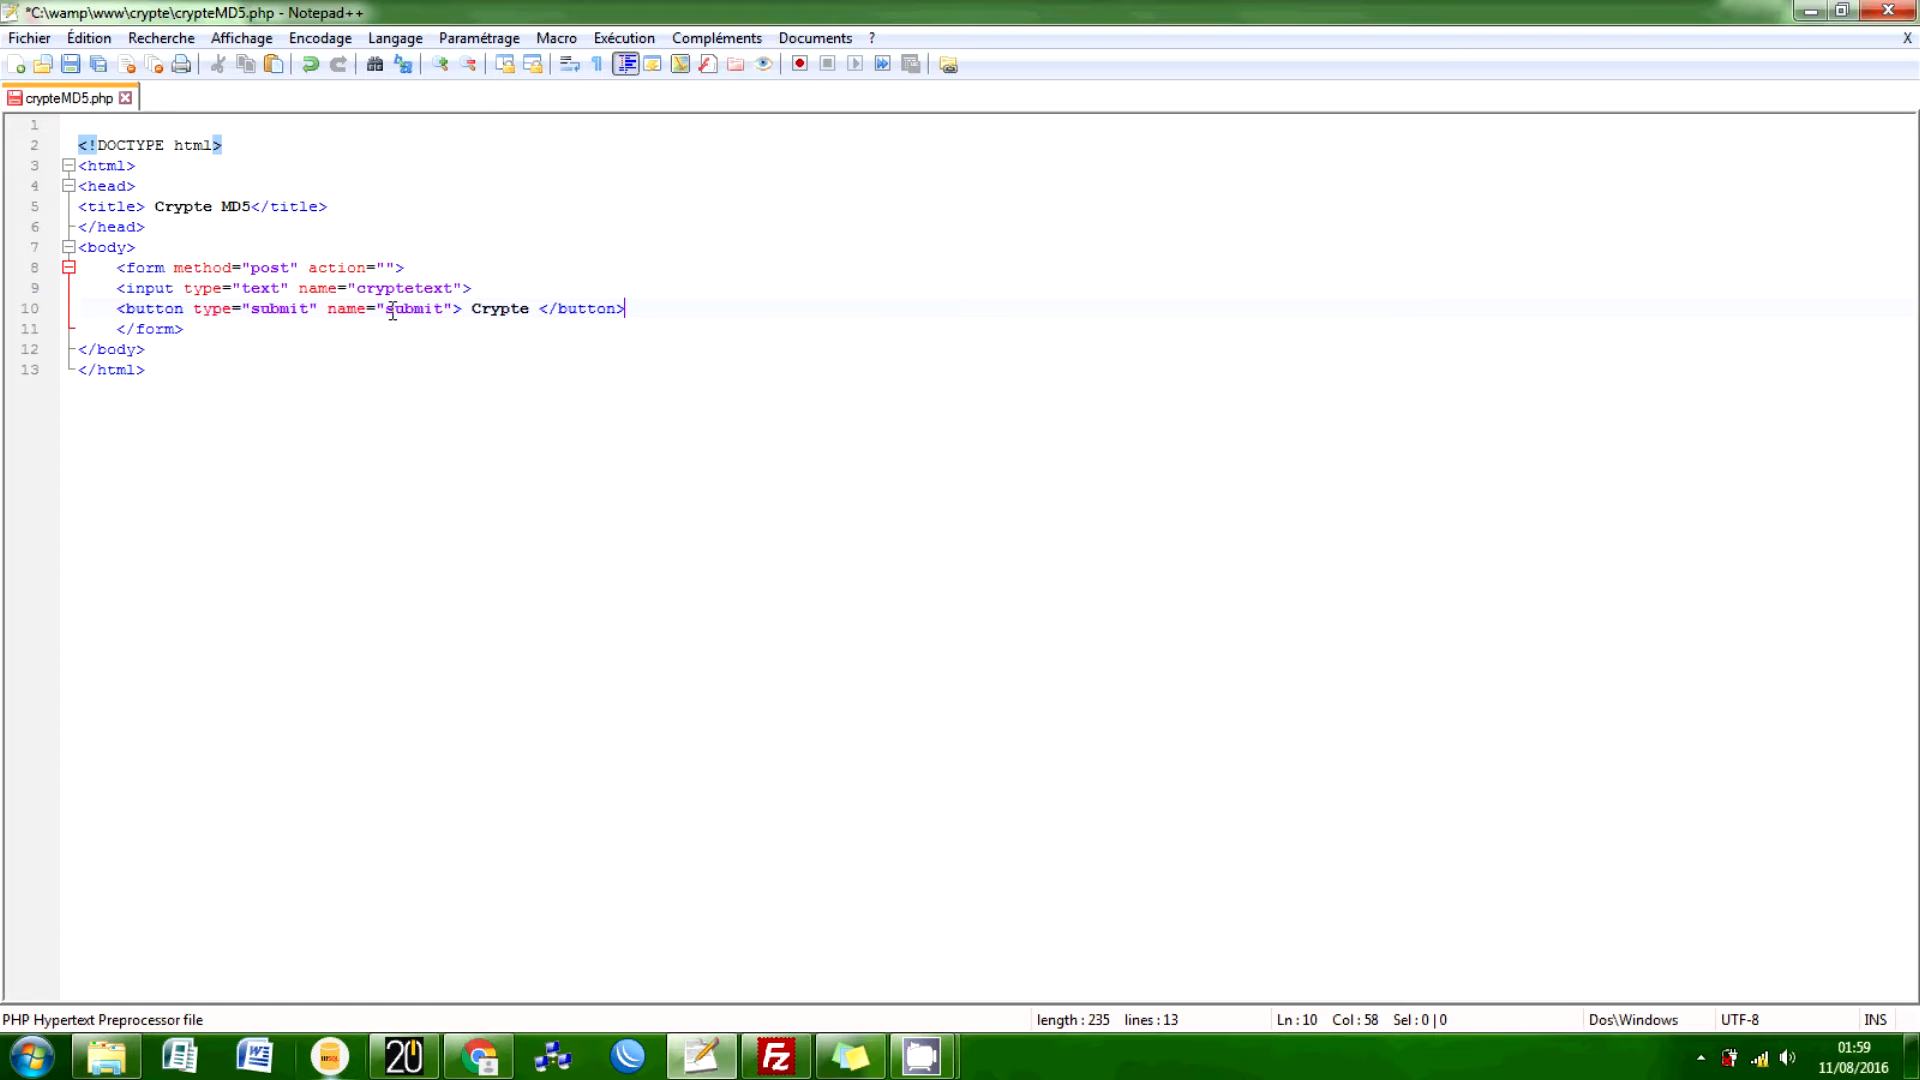 *C:\wamp\www\crypte\crypteMD5.php - Notepad++
Fichier Édition Recherche Affichage Encodage Langage Paramétrage Macro Exécution Compléments Documents ? X
crypteMD5.php
1
2 <!DOCTYPE html>
3 <html>
4 <head>
5 <title> Crypte MD5</title>
6 </head>
7 <body>
8 <form method="post" action="">
9 <input type="text" name="cryptetext">
10 <button type="submit" name="submit"> Crypte </button>
11 </form>
12 </body>
13 </html>
PHP Hypertext Preprocessor file length : 235 lines : 13 Ln : 10 Col : 58 Sel : 0 | 0 Dos\Windows UTF-8 INS
20
Fz
01:59
11/08/2016